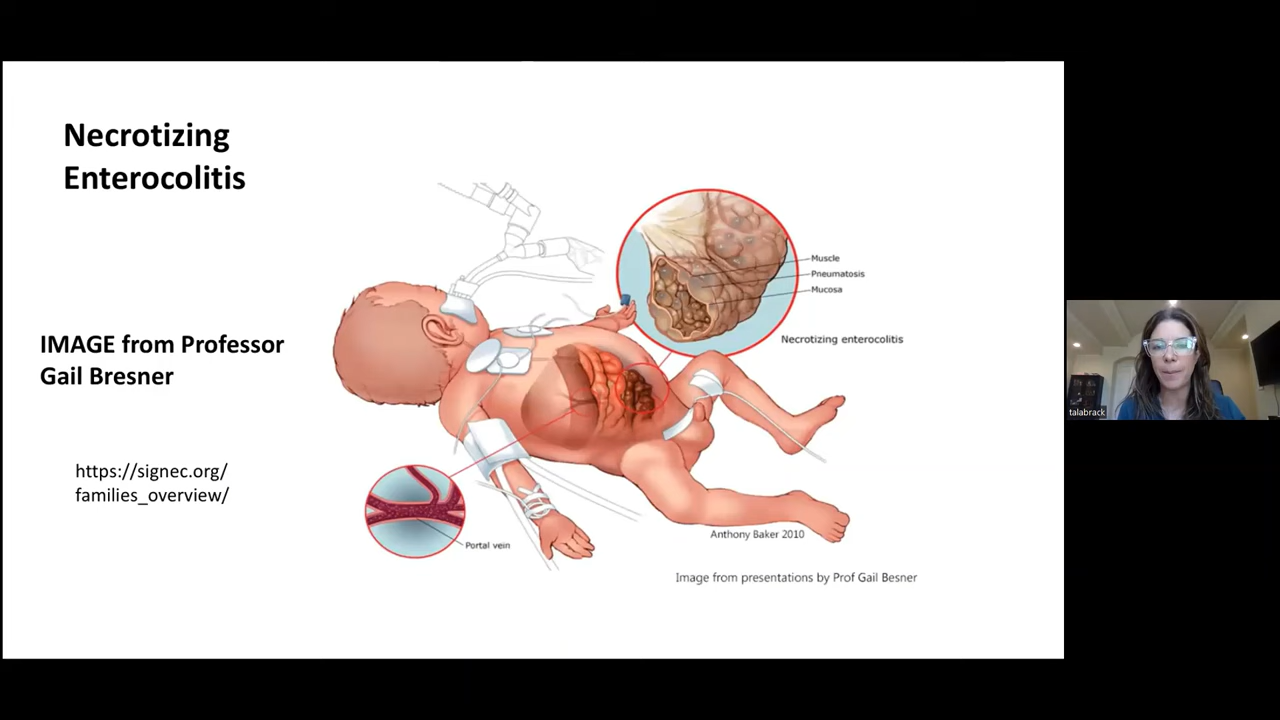 Necrotizing
Enterocolitis
IMAGE from Professor
Gail Bresner
https://signec.org/
families_overview/
Muscle
Pneumatosis
Mucosa
Necrotizing enterocolitis
Portal vein
Anthony Baker 2010
Image from presentations by Prof Gail Besner
talabrack